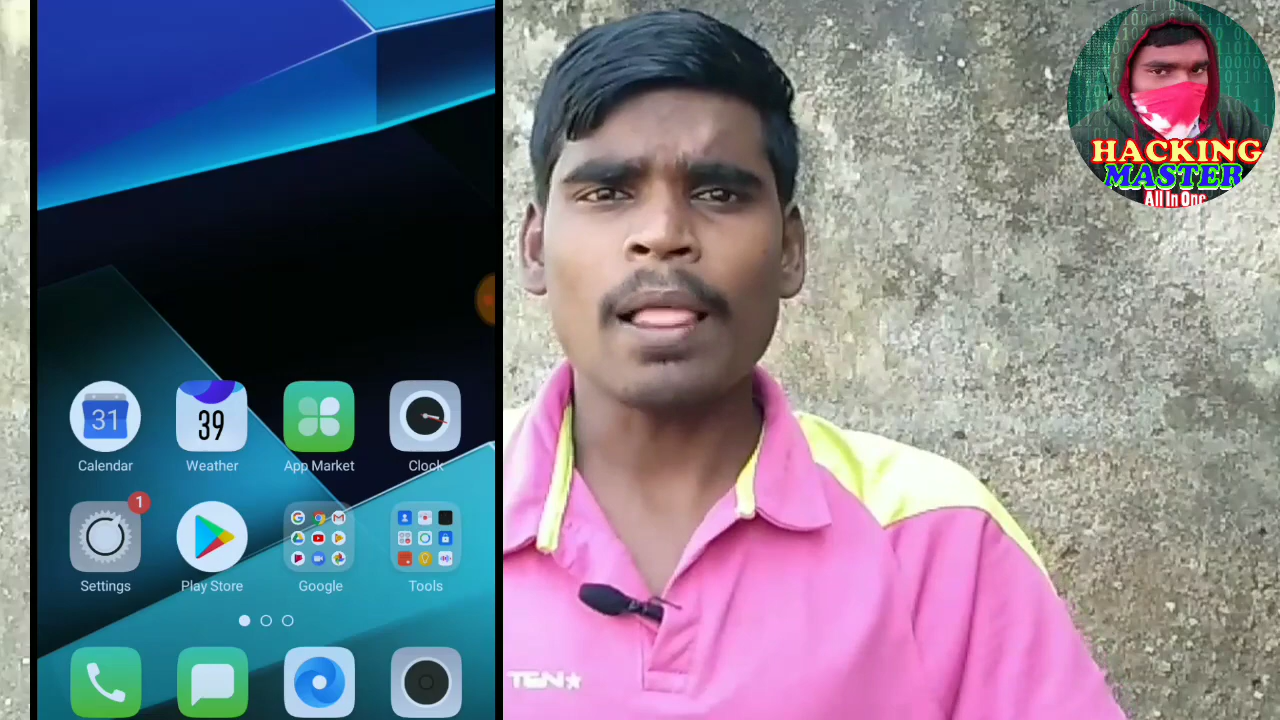 31
39
Calendar
Weather
App Market
Clock
1
Settings
Play Store
Google
Tools
TEN
HACKING
MASTER
All In One